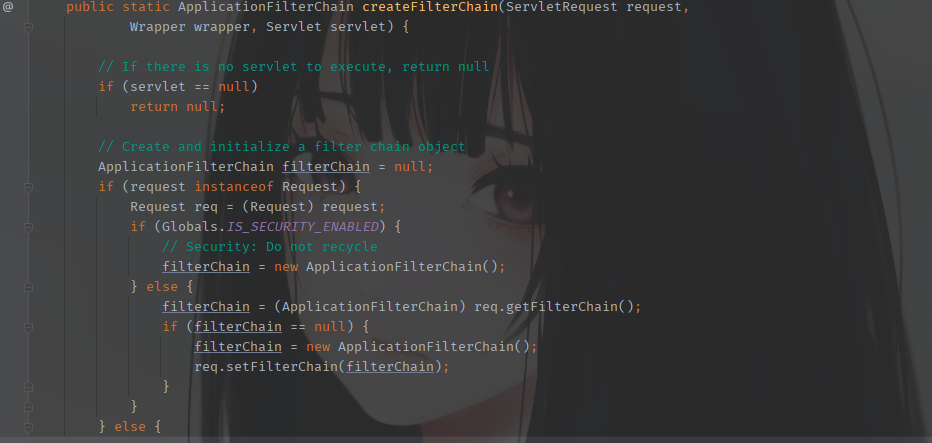 @ public static ApplicationFilterChain createFilterChain(ServletRequest request,
Wrapper wrapper, Servlet servlet) {
// If there is no servlet to execute, return null
if (servlet == null)
return null;
// Create and initialize a filter chain object
ApplicationFilterChain filterChain = null;
if (request instanceof Request) {
Request req = (Request) request;
if (Globals.IS_SECURITY_ENABLED) {
// Security: Do not recycle
filterChain = new ApplicationFilterChain();
} else {
filterChain = (ApplicationFilterChain) req.getFilterChain();
if (filterChain == null) {
filterChain = new ApplicationFilterChain();
req.setFilterChain(filterChain);
}
}
} else {